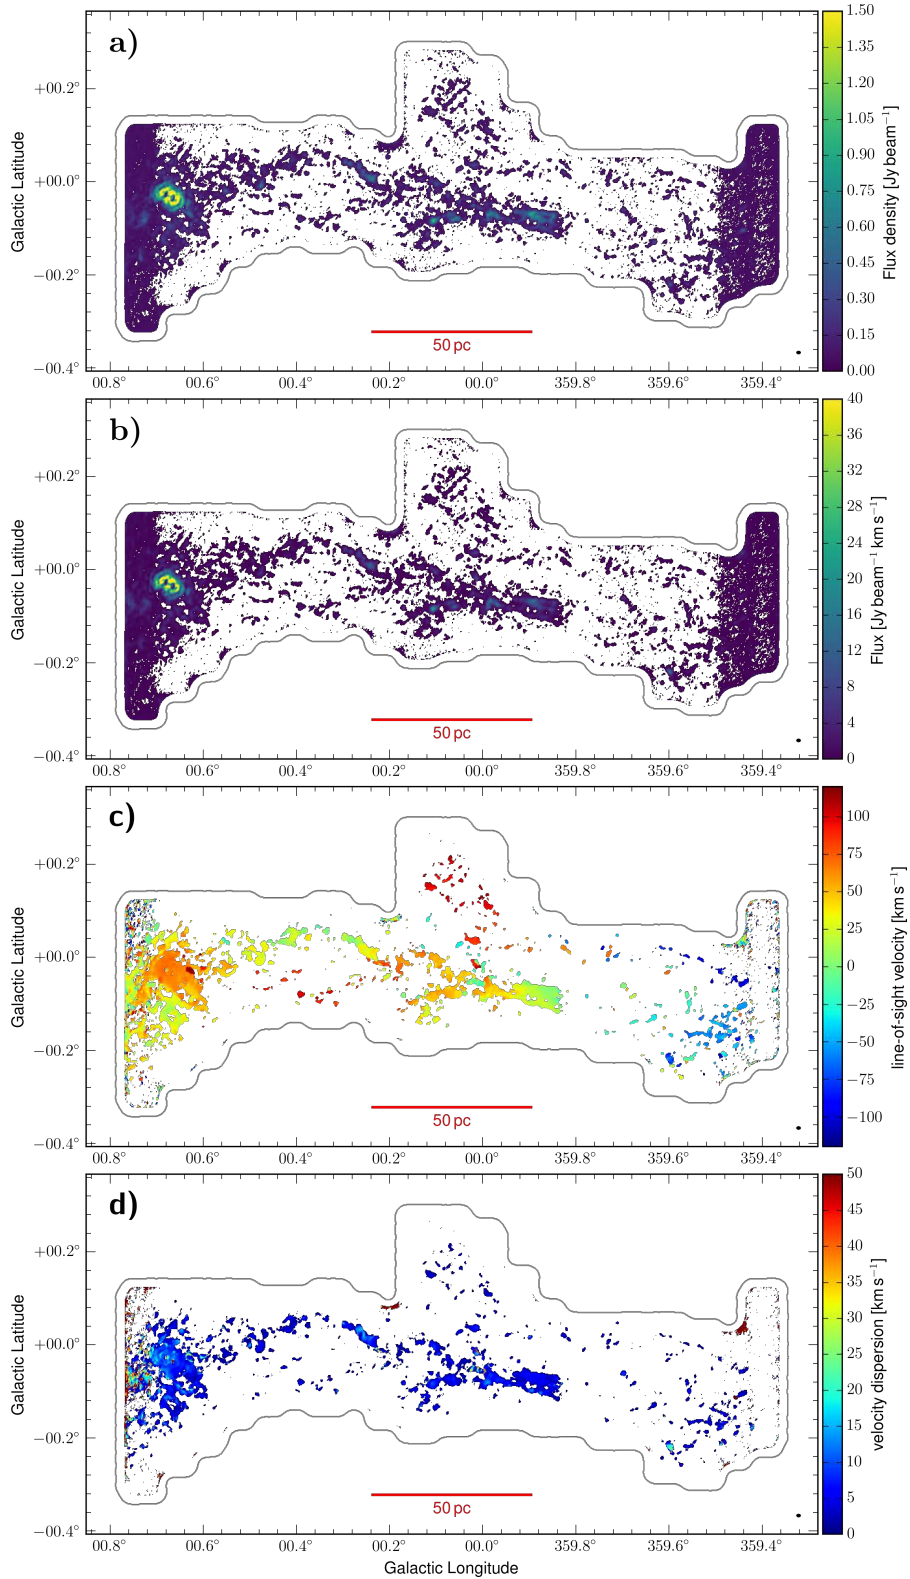 a)
+00.2°
+00.0°
−00.2°
−00.4°
Galactic Latitude
50 pc
00.8° 00.6° 00.4° 00.2° 00.0° 359.8° 359.6° 359.4°
1.50
1.35
1.20
1.05
0.90
0.75
0.60
0.45
0.30
0.15
0.00
Flux density [Jy beam⁻¹]
b)
+00.2°
+00.0°
−00.2°
−00.4°
Galactic Latitude
50 pc
00.8° 00.6° 00.4° 00.2° 00.0° 359.8° 359.6° 359.4°
40
36
32
28
24
20
16
12
8
4
0
Flux [Jy beam⁻¹ km s⁻¹]
c)
+00.2°
+00.0°
−00.2°
−00.4°
Galactic Latitude
50 pc
00.8° 00.6° 00.4° 00.2° 00.0° 359.8° 359.6° 359.4°
100
75
50
25
0
−25
−50
−75
−100
line-of-sight velocity [km s⁻¹]
d)
+00.2°
+00.0°
−00.2°
−00.4°
Galactic Latitude
50 pc
00.8° 00.6° 00.4° 00.2° 00.0° 359.8° 359.6° 359.4°
Galactic Longitude
50
45
40
35
30
25
20
15
10
5
0
velocity dispersion [km s⁻¹]